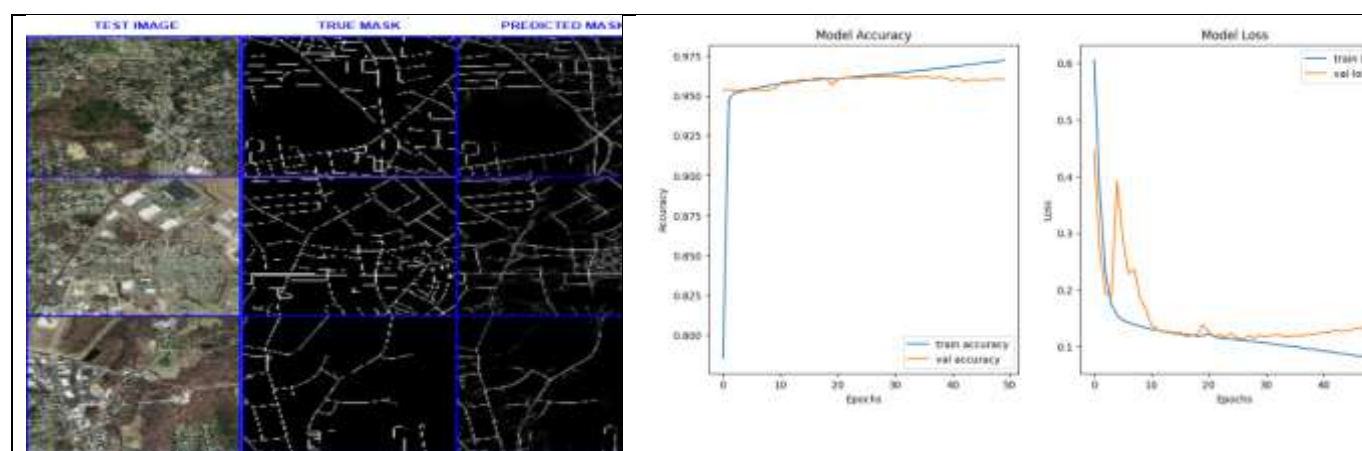 TEST IMAGE
TRUE MASK
PREDICTED MASK
Model Accuracy
Accuracy
0.975
0.950
0.925
0.900
0.875
0.850
0.825
0.800
train accuracy
val accuracy
0 10 20 30 40 50
Epochs
Model Loss
Loss
0.6
0.5
0.4
0.3
0.2
0.1
train l
val lo
0 10 20 30 40
Epochs